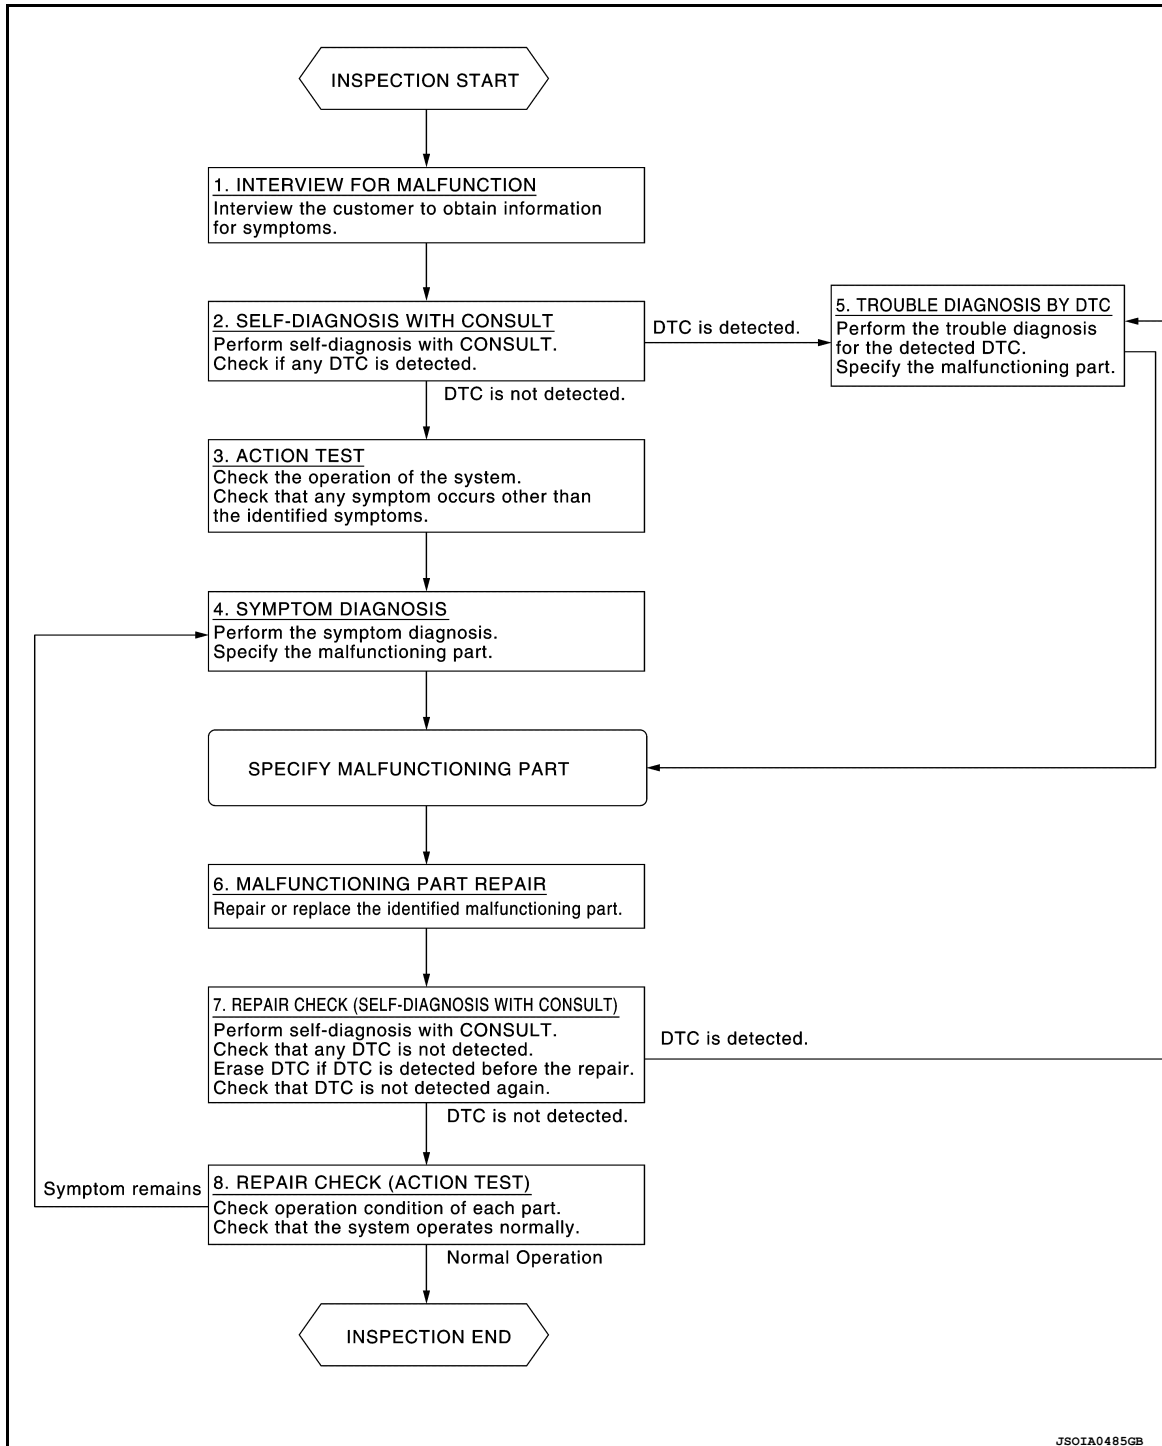 INSPECTION START
1. INTERVIEW FOR MALFUNCTION
Interview the customer to obtain information
for symptoms.
2. SELF-DIAGNOSIS WITH CONSULT
Perform self-diagnosis with CONSULT.
Check if any DTC is detected.
DTC is detected.
5. TROUBLE DIAGNOSIS BY DTC
Perform the trouble diagnosis
for the detected DTC.
Specify the malfunctioning part.
DTC is not detected.
3. ACTION TEST
Check the operation of the system.
Check that any symptom occurs other than
the identified symptoms.
4. SYMPTOM DIAGNOSIS
Perform the symptom diagnosis.
Specify the malfunctioning part.
SPECIFY MALFUNCTIONING PART
6. MALFUNCTIONING PART REPAIR
Repair or replace the identified malfunctioning part.
7. REPAIR CHECK (SELF-DIAGNOSIS WITH CONSULT)
Perform self-diagnosis with CONSULT.
Check that any DTC is not detected.
Erase DTC if DTC is detected before the repair.
Check that DTC is not detected again.
DTC is detected.
DTC is not detected.
Symptom remains
8. REPAIR CHECK (ACTION TEST)
Check operation condition of each part.
Check that the system operates normally.
Normal Operation
INSPECTION END
JSOIA0485GB